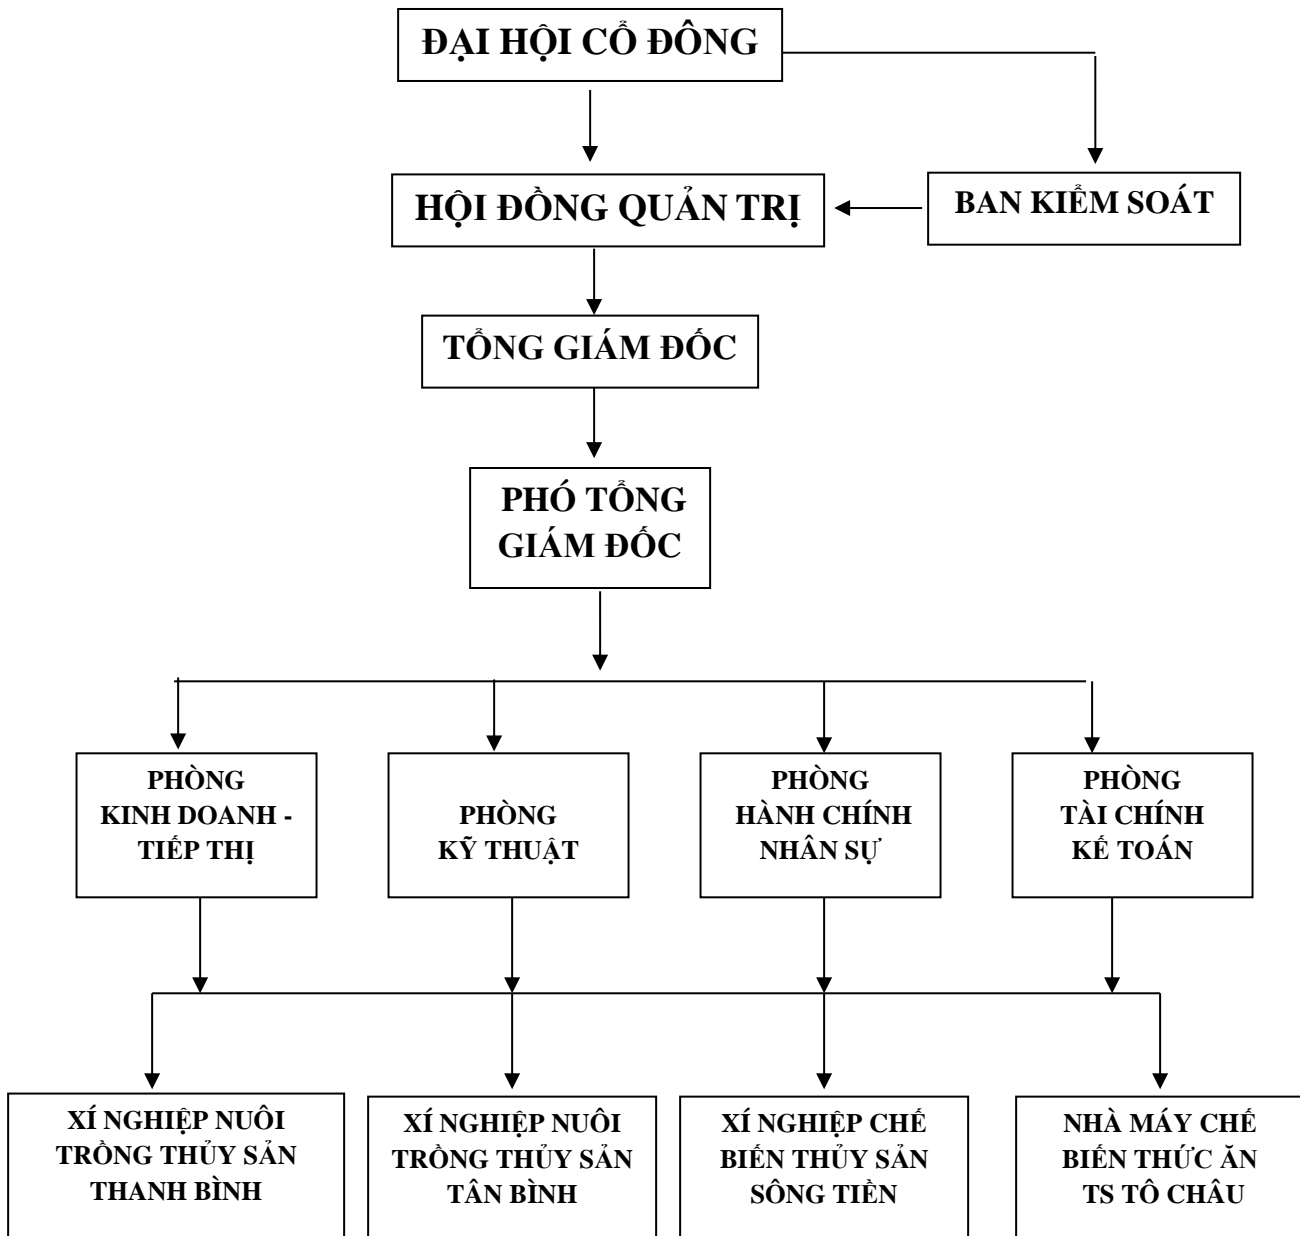 ĐẠI HỘI CỔ ĐÔNG
HỘI ĐỒNG QUẢN TRỊ
BAN KIỂM SOÁT
TỔNG GIÁM ĐỐC
PHÓ TỔNG
GIÁM ĐỐC
PHÒNG
KINH DOANH -
TIẾP THỊ
PHÒNG
KỸ THUẬT
PHÒNG
HÀNH CHÍNH
NHÂN SỰ
PHÒNG
TÀI CHÍNH
KẾ TOÁN
XÍ NGHIỆP NUÔI
TRỒNG THỦY SẢN
THANH BÌNH
XÍ NGHIỆP NUÔI
TRỒNG THỦY SẢN
TÂN BÌNH
XÍ NGHIỆP CHẾ
BIẾN THỦY SẢN
SÔNG TIỀN
NHÀ MÁY CHẾ
BIẾN THỨC ĂN
TS TÔ CHÂU